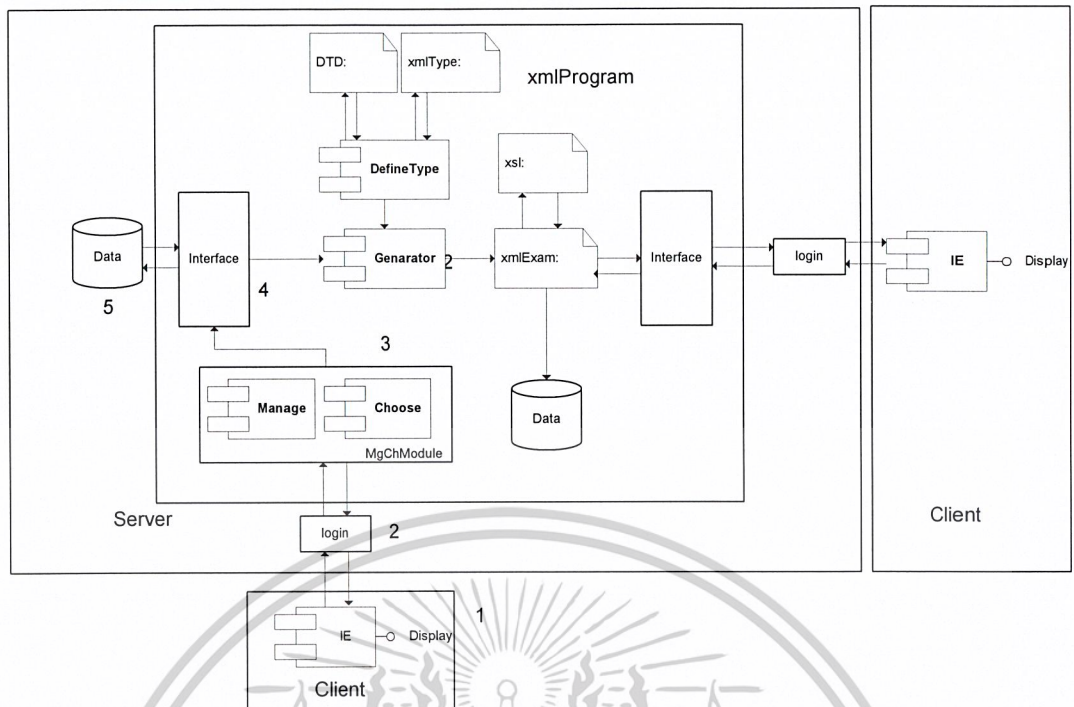 DTD:
xmlType:
xmlProgram
DefineType
xsl:
Data
Interface
Genarator
2
xmlExam:
Interface
login
IE
Display
5
4
3
Manage
Choose
MgChModule
Data
Server
Client
login
2
1
IE
Display
Client